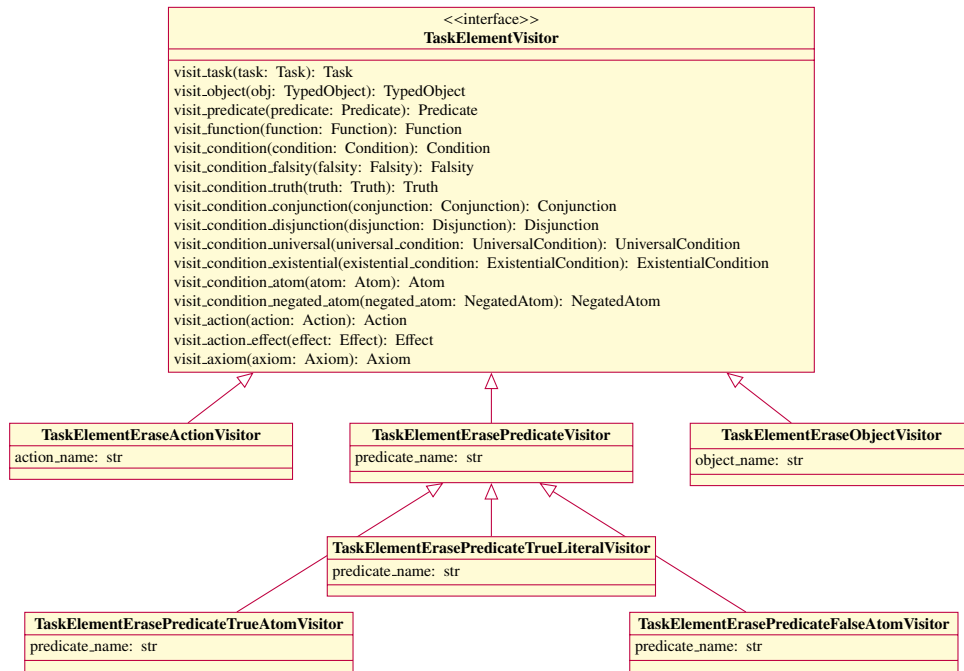 <<interface>>
TaskElementVisitor
visit_task(task: Task): Task
visit_object(obj: TypedObject): TypedObject
visit_predicate(predicate: Predicate): Predicate
visit_function(function: Function): Function
visit_condition(condition: Condition): Condition
visit_condition_falsity(falsity: Falsity): Falsity
visit_condition_truth(truth: Truth): Truth
visit_condition_conjunction(conjunction: Conjunction): Conjunction
visit_condition_disjunction(disjunction: Disjunction): Disjunction
visit_condition_universal(universal_condition: UniversalCondition): UniversalCondition
visit_condition_existential(existential_condition: ExistentialCondition): ExistentialCondition
visit_condition_atom(atom: Atom): Atom
visit_condition_negated_atom(negated_atom: NegatedAtom): NegatedAtom
visit_action(action: Action): Action
visit_action_effect(effect: Effect): Effect
visit_axiom(axiom: Axiom): Axiom
TaskElementEraseActionVisitor
action_name: str
TaskElementErasePredicateVisitor
predicate_name: str
TaskElementEraseObjectVisitor
object_name: str
TaskElementErasePredicateTrueLiteralVisitor
predicate_name: str
TaskElementErasePredicateTrueAtomVisitor
predicate_name: str
TaskElementErasePredicateFalseAtomVisitor
predicate_name: str